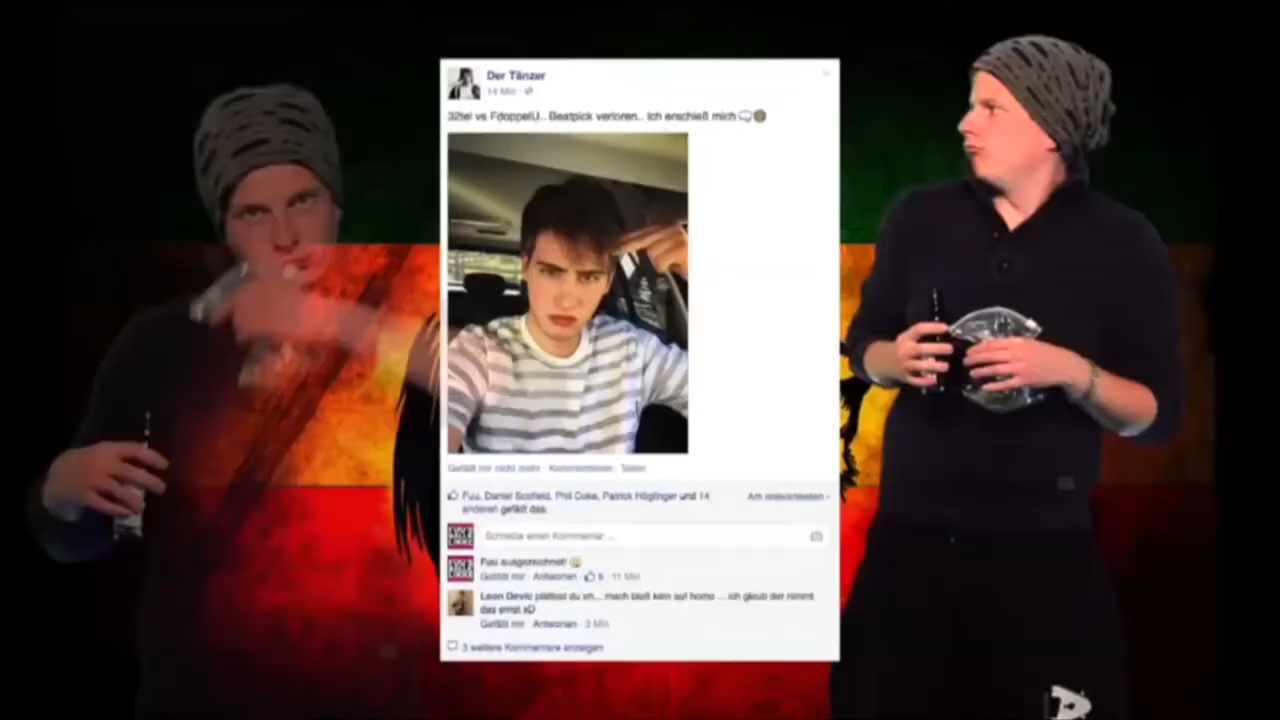 Der Tänzer
14 Min
32tel vs FdoppelU.. Beatpick verloren.. Ich erschieß mich
Gefällt mir nicht mehr · Kommentieren · Teilen
Fuu, Daniel Scofield, Phil Coke, Patrick Höglinger und 14
anderen gefällt das.
Am relevantesten
Schreibe einen Kommentar ...
Fuu ausgezeichnet!
Gefällt mir · Antworten · 5 · 11 Min
Leon Devic du mach bloß kein auf homo ... ich glaub der nimmt
das ernst xD
Gefällt mir · Antworten · 3 Min
3 weitere Kommentare anzeigen